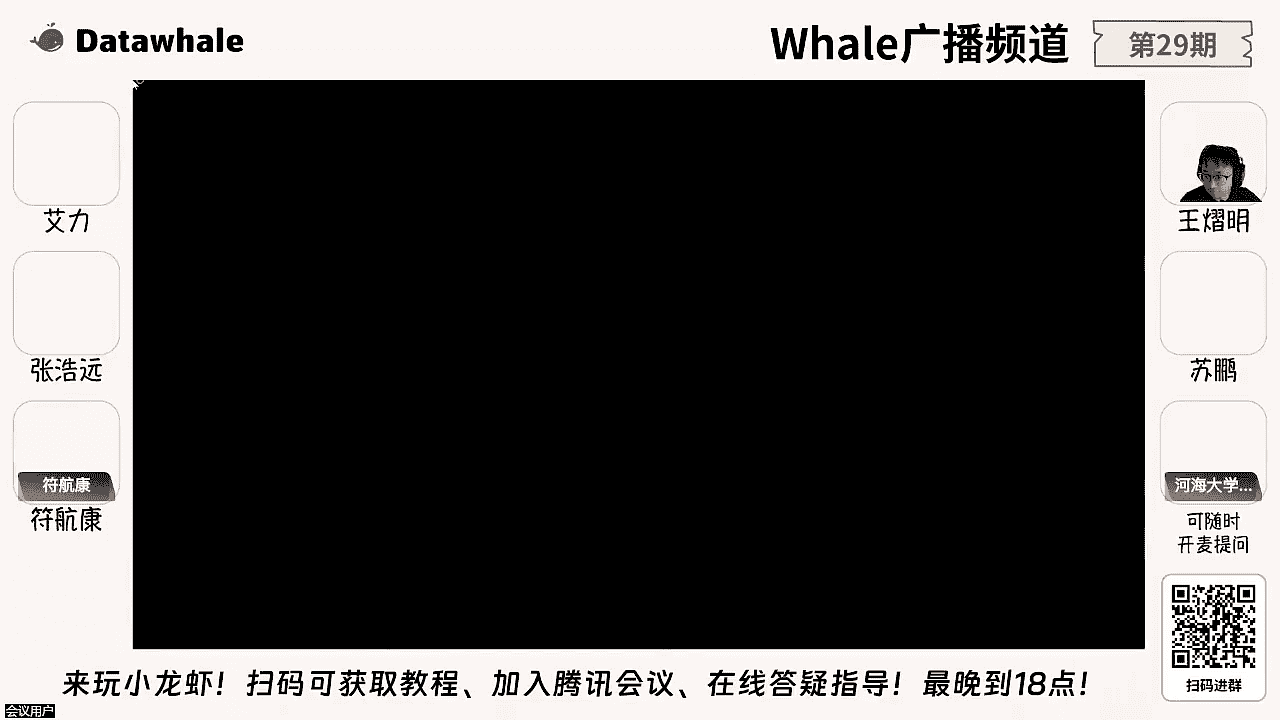 Datawhale
Whale广播频道
第29期
艾力
张浩远
符航康
符航康
王熠明
苏鹏
河海大学...
可随时
开麦提问
扫码进群
来玩小龙虾！扫码可获取教程、加入腾讯会议、在线答疑指导！最晚到18点！
会议用户